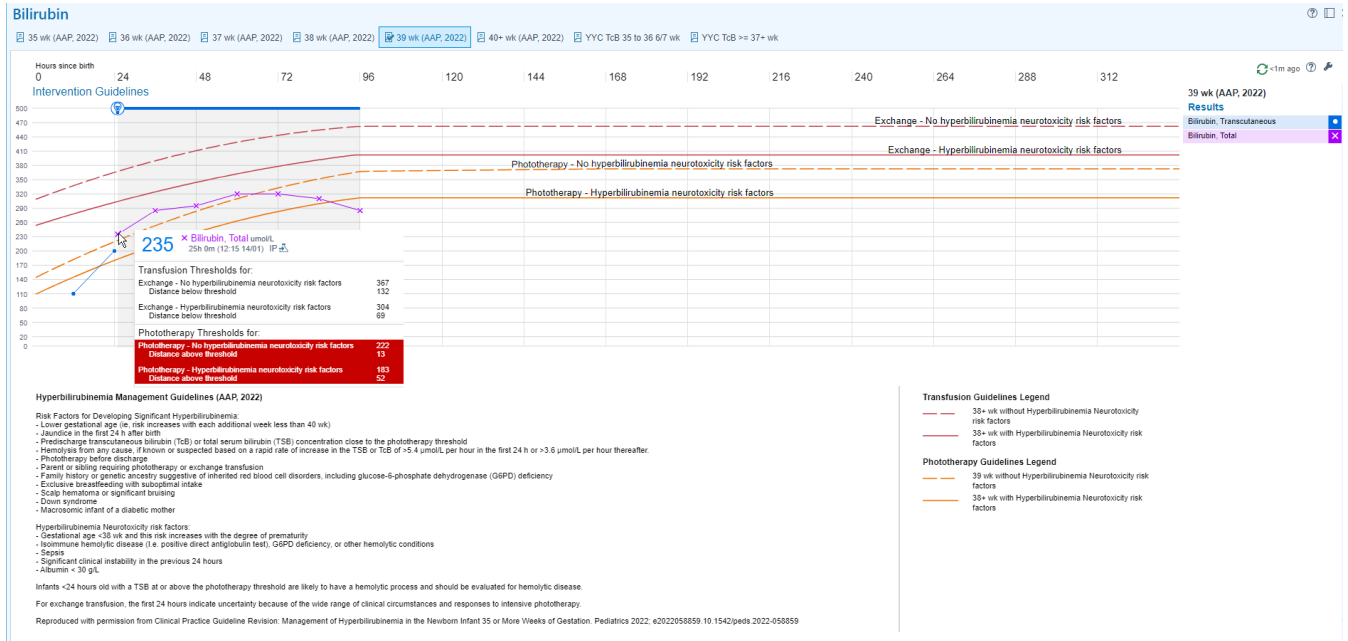 Bilirubin
35 wk (AAP, 2022) 36 wk (AAP, 2022) 37 wk (AAP, 2022) 38 wk (AAP, 2022) 39 wk (AAP, 2022) 40+ wk (AAP, 2022) YYC TcB 35 to 36 6/7 wk YYC TcB >= 37+ wk
Hours since birth
0 24 48 72 96 120 144 168 192 216 240 264 288 312
<1m ago
Intervention Guidelines
39 wk (AAP, 2022)
Results
Bilirubin, Transcutaneous
Bilirubin, Total
500
470
440
410
380
350
320
290
260
230
200
170
140
110
80
50
20
0
Exchange - No hyperbilirubinemia neurotoxicity risk factors
Exchange - Hyperbilirubinemia neurotoxicity risk factors
Phototherapy - No hyperbilirubinemia neurotoxicity risk factors
Phototherapy - Hyperbilirubinemia neurotoxicity risk factors
235 × Bilirubin, Total umol/L
25h 0m (12:15 14/01) IP
Transfusion Thresholds for:
Exchange - No hyperbilirubinemia neurotoxicity risk factors 367
Distance below threshold 132
Exchange - Hyperbilirubinemia neurotoxicity risk factors 304
Distance below threshold 69
Phototherapy Thresholds for:
Phototherapy - No hyperbilirubinemia neurotoxicity risk factors 222
Distance above threshold 13
Phototherapy - Hyperbilirubinemia neurotoxicity risk factors 183
Distance above threshold 52
Hyperbilirubinemia Management Guidelines (AAP, 2022)
Risk Factors for Developing Significant Hyperbilirubinemia:
- Lower gestational age (ie, risk increases with each additional week less than 40 wk)
- Jaundice in the first 24 h after birth
- Predischarge transcutaneous bilirubin (TcB) or total serum bilirubin (TSB) concentration close to the phototherapy threshold
- Hemolysis from any cause, if known or suspected based on a rapid rate of increase in the TSB or TcB of >5.4 µmol/L per hour in the first 24 h or >3.6 µmol/L per hour thereafter.
- Phototherapy before discharge
- Parent or sibling requiring phototherapy or exchange transfusion
- Family history or genetic ancestry suggestive of inherited red blood cell disorders, including glucose-6-phosphate dehydrogenase (G6PD) deficiency
- Exclusive breastfeeding with suboptimal intake
- Scalp hematoma or significant bruising
- Down syndrome
- Macrosomic infant of a diabetic mother
Hyperbilirubinemia Neurotoxicity risk factors:
- Gestational age <38 wk and this risk increases with the degree of prematurity
- Isoimmune hemolytic disease (I.e. positive direct antiglobulin test), G6PD deficiency, or other hemolytic conditions
- Sepsis
- Significant clinical instability in the previous 24 hours
- Albumin < 30 g/L
Infants <24 hours old with a TSB at or above the phototherapy threshold are likely to have a hemolytic process and should be evaluated for hemolytic disease.
For exchange transfusion, the first 24 hours indicate uncertainty because of the wide range of clinical circumstances and responses to intensive phototherapy.
Reproduced with permission from Clinical Practice Guideline Revision: Management of Hyperbilirubinemia in the Newborn Infant 35 or More Weeks of Gestation. Pediatrics 2022; e2022058859.10.1542/peds.2022-058859
Transfusion Guidelines Legend
38+ wk without Hyperbilirubinemia Neurotoxicity
risk factors
38+ wk with Hyperbilirubinemia Neurotoxicity risk
factors
Phototherapy Guidelines Legend
39 wk without Hyperbilirubinemia Neurotoxicity risk
factors
38+ wk with Hyperbilirubinemia Neurotoxicity risk
factors